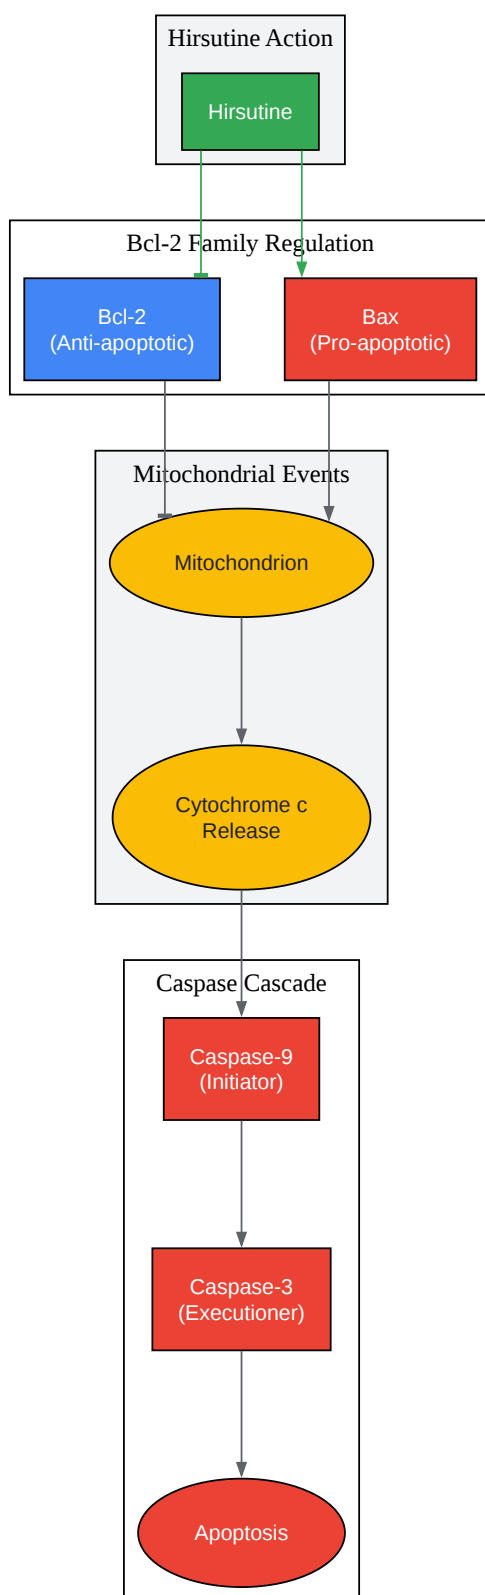 Hirsutine Action
Hirsutine
Bcl-2 Family Regulation
Bcl-2
(Anti-apoptotic)
Bax
(Pro-apoptotic)
Mitochondrial Events
Mitochondrion
Cytochrome c
Release
Caspase Cascade
Caspase-9
(Initiator)
Caspase-3
(Executioner)
Apoptosis